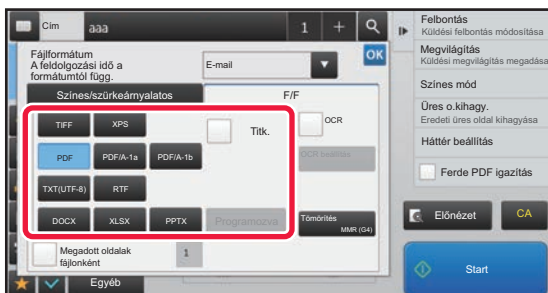 Cím
aaa
1
Fájlformátum
A feldolgozási idő a
formátumtól függ.
E-mail
OK
Színes/szürkeárnyalatos
F/F
TIFF
XPS
Titk.
OCR
PDF
PDF/A-1a
PDF/A-1b
OCR beállítás
TXT(UTF-8)
RTF
DOCX
XLSX
PPTX
Programozva
Tömörítés
MMR (G4)
Megadott oldalak
fájlonként
1
Egyéb
Felbontás
Küldési felbontás módosítása
Megvilágítás
Küldési megvilágítás megadása
Színes mód
Üres o.kihagy.
Eredeti üres oldal kihagyása
Háttér beállítás
Ferde PDF igazítás
Előnézet
CA
Start